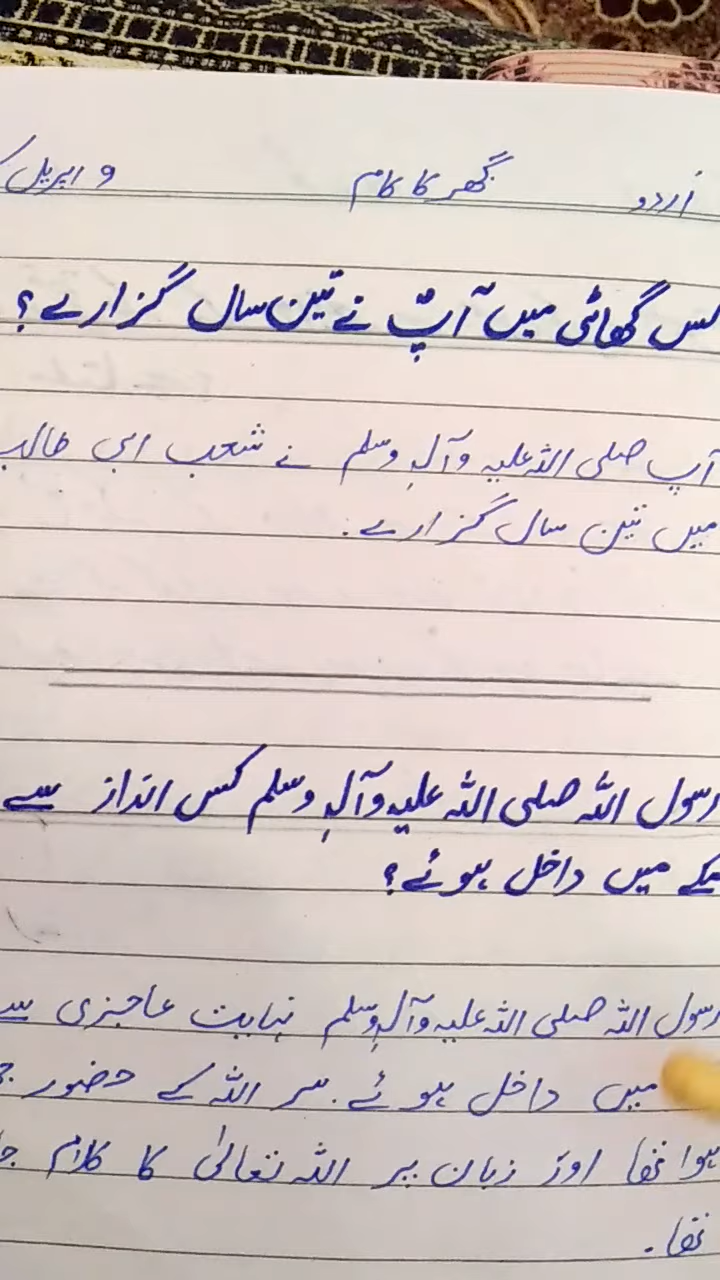 اردو گھر کا کام ۹ اپریل
کس گھاٹی میں آپؐ نے تین سال گزارے؟
آپ صلی اللہ علیہ وآلہ وسلم نے شعب ابی طالب
میں تین سال گزارے.
رسول اللہ صلی اللہ علیہ وآلہ وسلم کس انداز سے
مکے میں داخل ہوئے؟
رسول اللہ صلی اللہ علیہ وآلہ وسلم نہایت عاجزی سے
میں داخل ہوئے. سر اللہ کے حضور
ہوا تھا اور زبان پر اللہ تعالیٰ کا کلام
تھا.